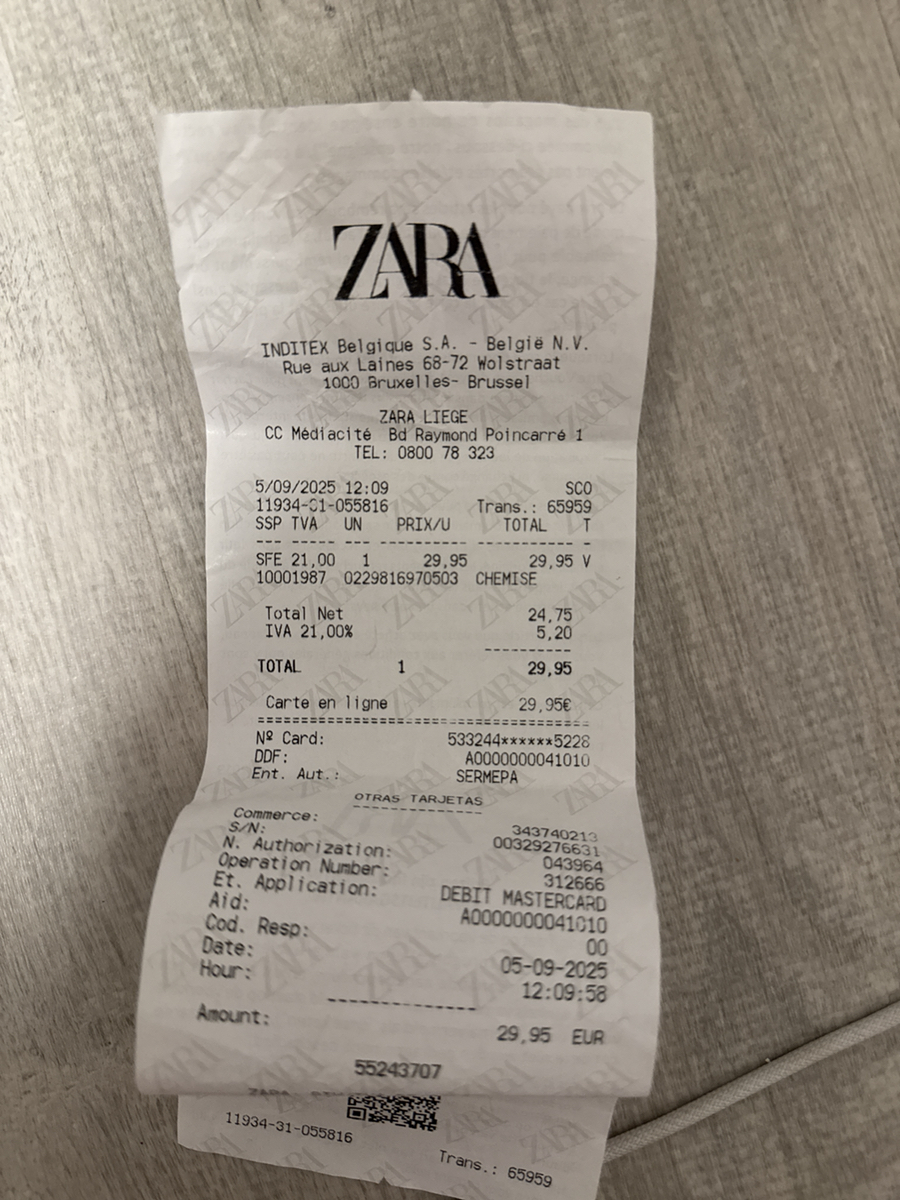 ZARA
INDITEX Belgique S.A. - België N.V.
Rue aux Laines 68-72 Wolstraat
1000 Bruxelles- Brussel
ZARA LIEGE
CC Médiacité Bd Raymond Poincarré 1
TEL: 0800 78 323
5/09/2025 12:09 SCO
11934-31-055816 Trans.: 65959
SSP TVA UN PRIX/U TOTAL T
--- ----- --- --------- ----------- -
SFE 21,00 1 29,95 29,95 V
10001987 0229816970503 CHEMISE
Total Net 24,75
IVA 21,00% 5,20
----------
TOTAL 1 29,95
Carte en ligne 29,95€
======================================
Nº Card: 533244******5228
DDF: A0000000041010
Ent. Aut.: SERMEPA
OTRAS TARJETAS
--------------
Commerce: 343740213
S/N: 00329276631
N. Authorization: 043964
Operation Number: 312666
Et. Application: DEBIT MASTERCARD
Aid: A0000000041010
Cod. Resp: 00
Date: 05-09-2025
Hour: 12:09:58
--------------
Amount: 29,95 EUR
55243707
11934-31-055816
Trans.: 65959